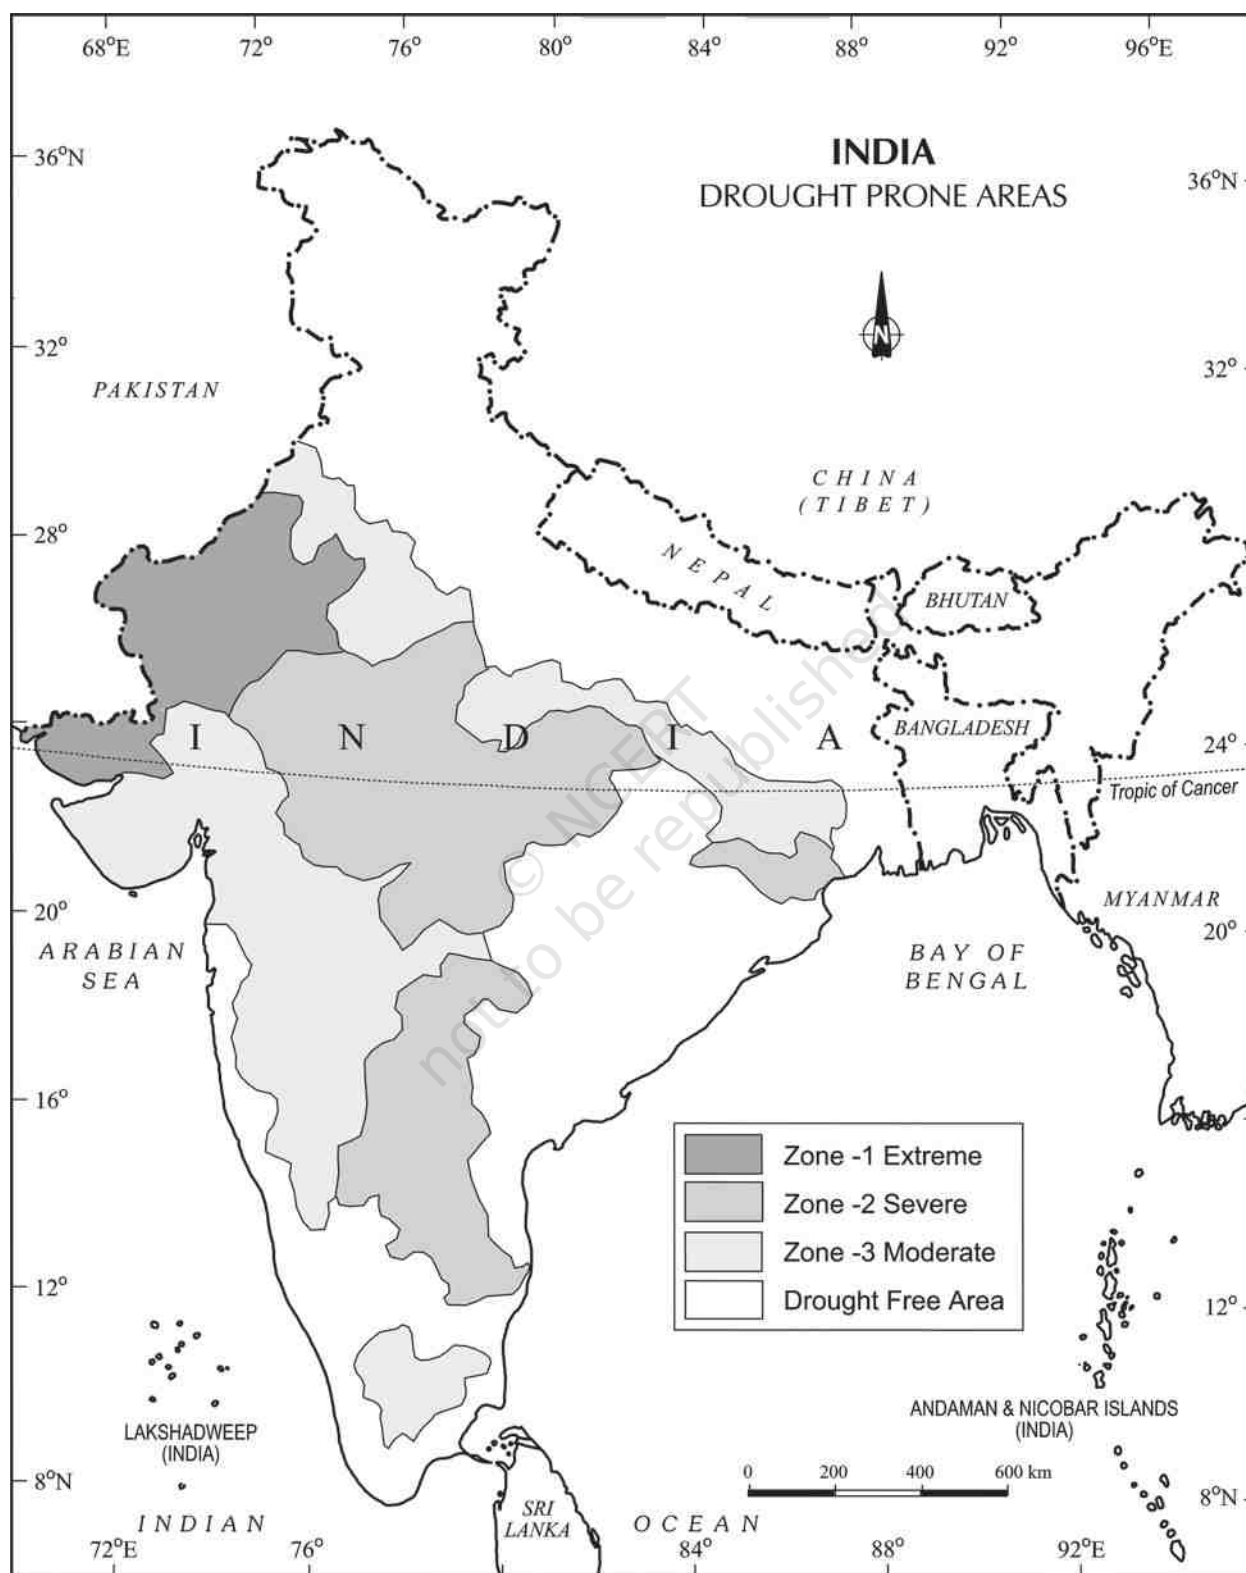 68°E 72° 76° 80° 84° 88° 92° 96°E
INDIA
DROUGHT PRONE AREAS
36°N
36°N
32°
32°
PAKISTAN
CHINA
(TIBET)
28°
NEPAL
BHUTAN
I N D I A
BANGLADESH
24°
Tropic of Cancer
© NCERT
not to be republished
20°
20°
ARABIAN
SEA
BAY OF
BENGAL
MYANMAR
16°
Zone -1 Extreme
Zone -2 Severe
Zone -3 Moderate
Drought Free Area
12°
12°
LAKSHADWEEP
(INDIA)
ANDAMAN & NICOBAR ISLANDS
(INDIA)
0 200 400 600 km
8°N
8°N
N
SRI
LANKA
INDIAN OCEAN
72°E 76° 84° 88° 92°E